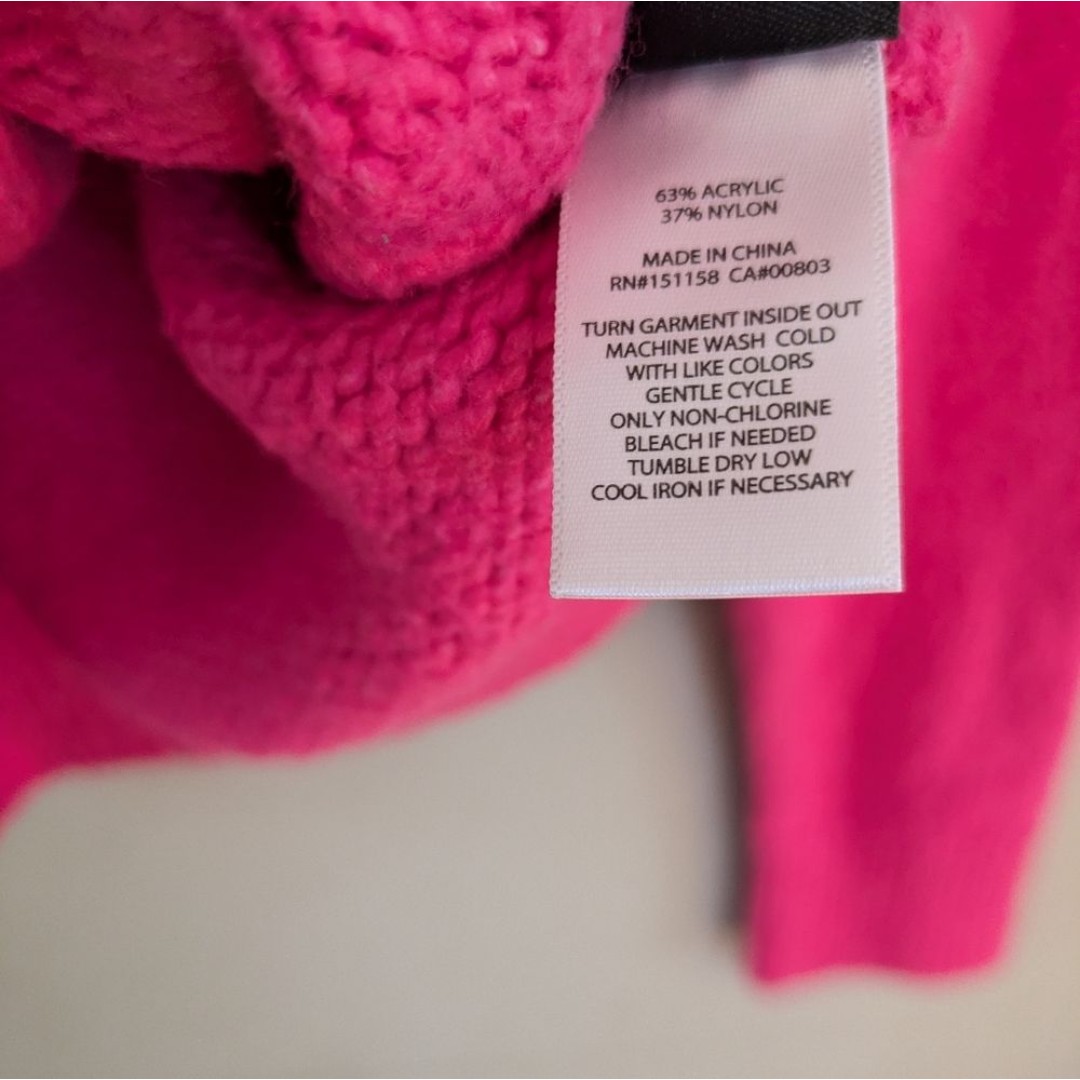 63% ACRYLIC
37% NYLON
MADE IN CHINA
RN#151158 CA#00803
TURN GARMENT INSIDE OUT
MACHINE WASH COLD
WITH LIKE COLORS
GENTLE CYCLE
ONLY NON-CHLORINE
BLEACH IF NEEDED
TUMBLE DRY LOW
COOL IRON IF NECESSARY